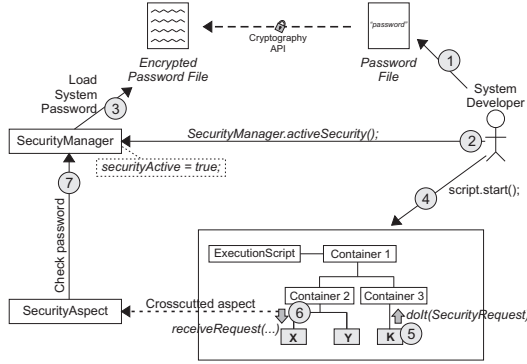 "password"
Cryptography
API
Encrypted
Password File
Password
File
1
System
Developer
Load
System
Password
3
SecurityManager
SecurityManager.activeSecurity();
2
securityActive = true;
7
4
script.start();
Check password
ExecutionScript
Container 1
Container 2
Container 3
SecurityAspect
Crosscutted aspect
6
doIt(SecurityRequest)
receiveRequest(...)
X
Y
K
5